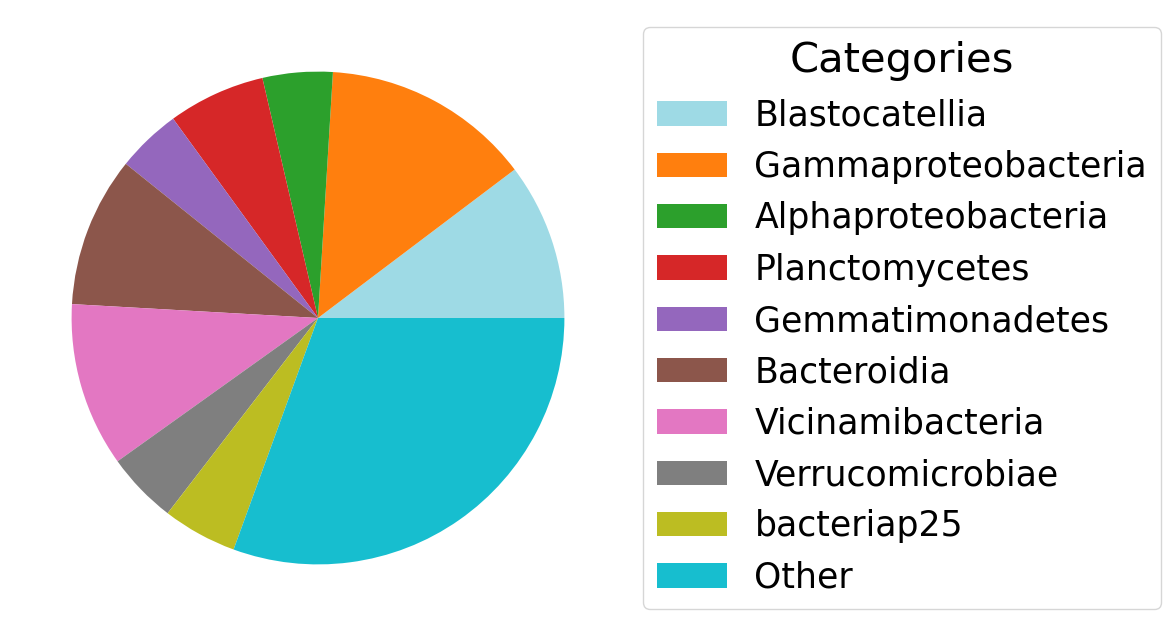 Categories
Blastocatellia
Gammaproteobacteria
Alphaproteobacteria
Planctomycetes
Gemmatimonadetes
Bacteroidia
Vicinamibacteria
Verrucomicrobiae
bacteriap25
Other